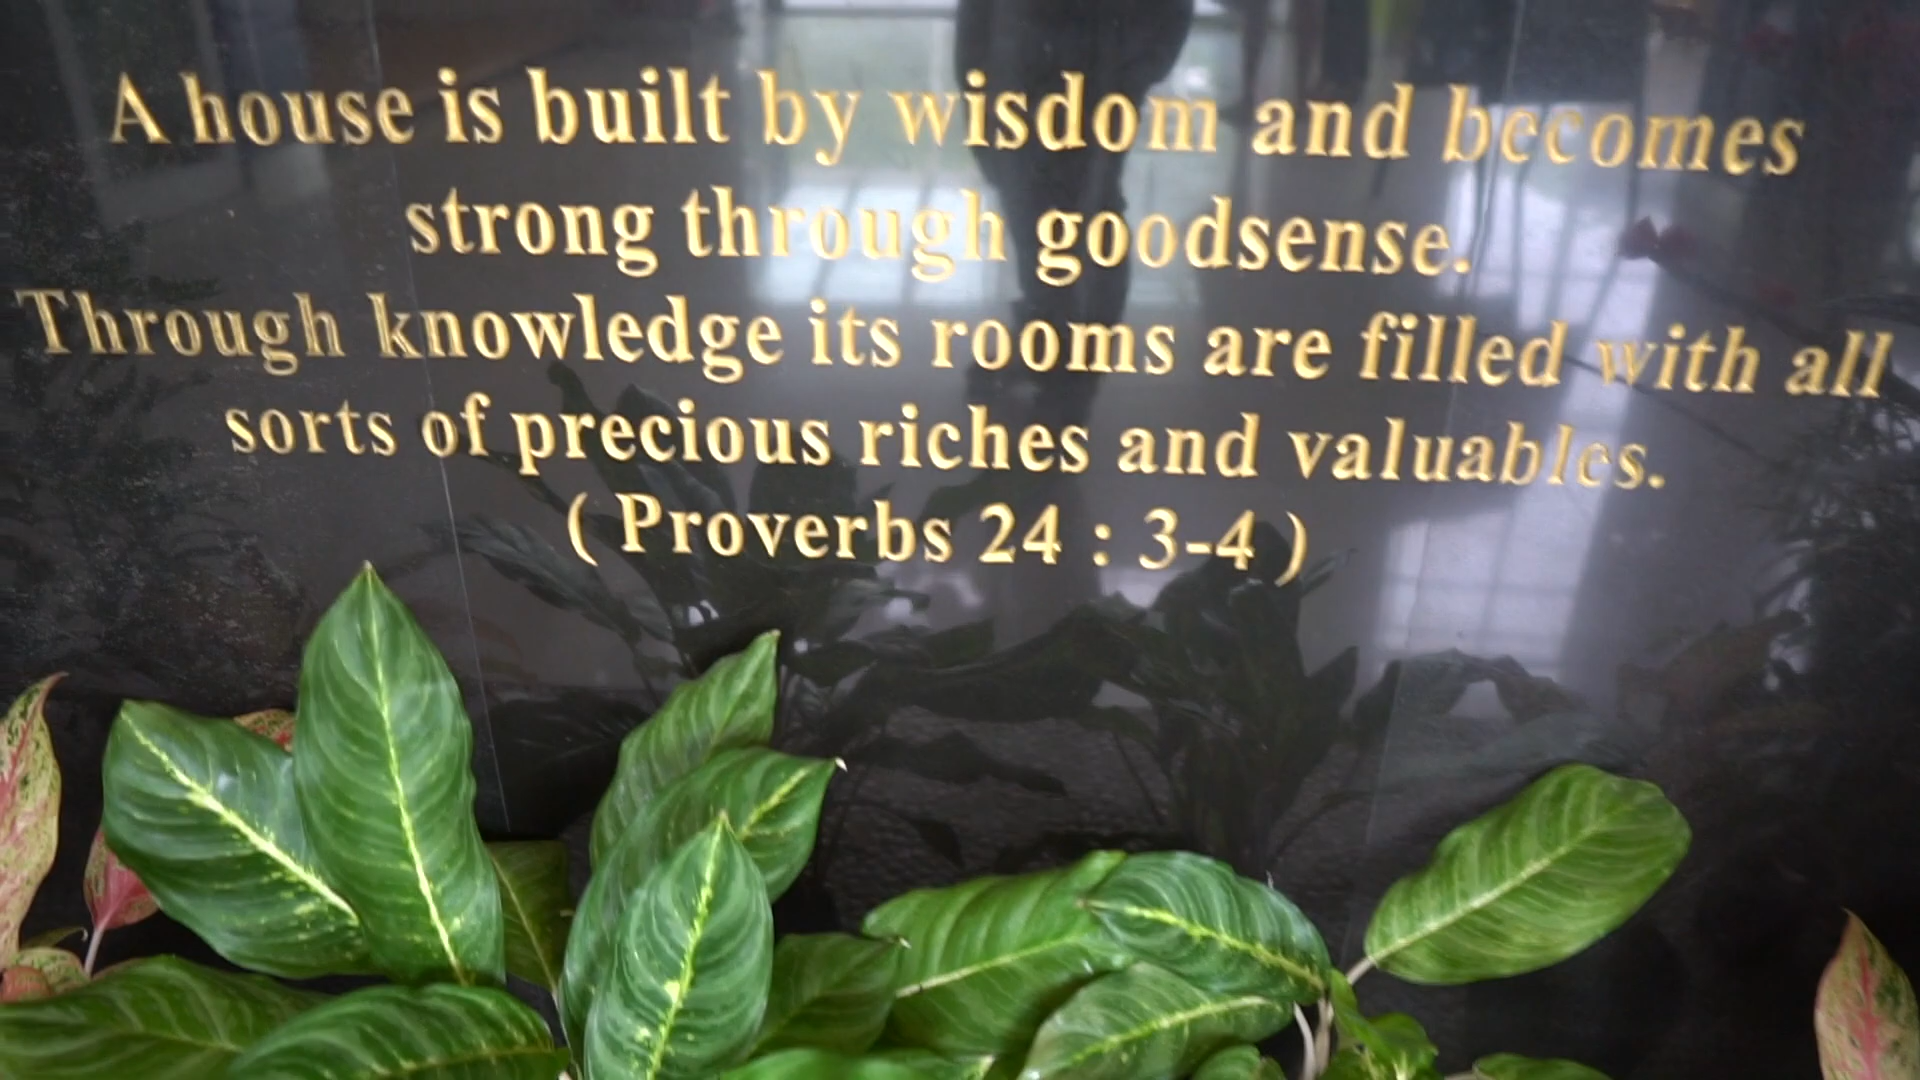 A house is built by wisdom and becomes
strong through goodsense.
Through knowledge its rooms are filled with all
sorts of precious riches and valuables.
( Proverbs 24 : 3-4 )